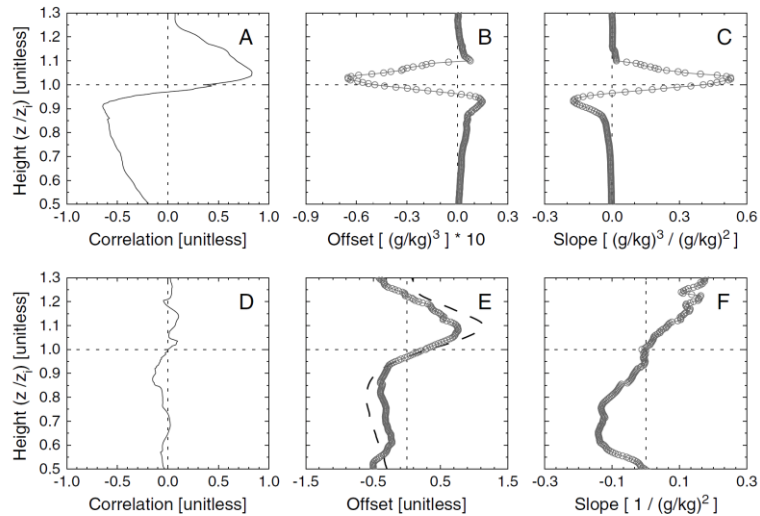 A
B
C
1.3
1.2
1.1
1.0
0.9
0.8
0.7
0.6
0.5
Height (z/zi) [unitless]
-1.0 -0.5 0.0 0.5 1.0
-0.9 -0.6 -0.3 0.0 0.3
-0.3 0.0 0.3 0.6
Correlation [unitless]
Offset [ (g/kg)³ ] * 10
Slope [ (g/kg)³ / (g/kg)² ]
D
E
F
1.3
1.2
1.1
1.0
0.9
0.8
0.7
0.6
0.5
Height (z/zi) [unitless]
-1.0 -0.5 0.0 0.5 1.0
-1.5 0.0 1.5
-0.3 0.0 0.1 0.3
Correlation [unitless]
Offset [unitless]
Slope [ 1 / (g/kg)² ]